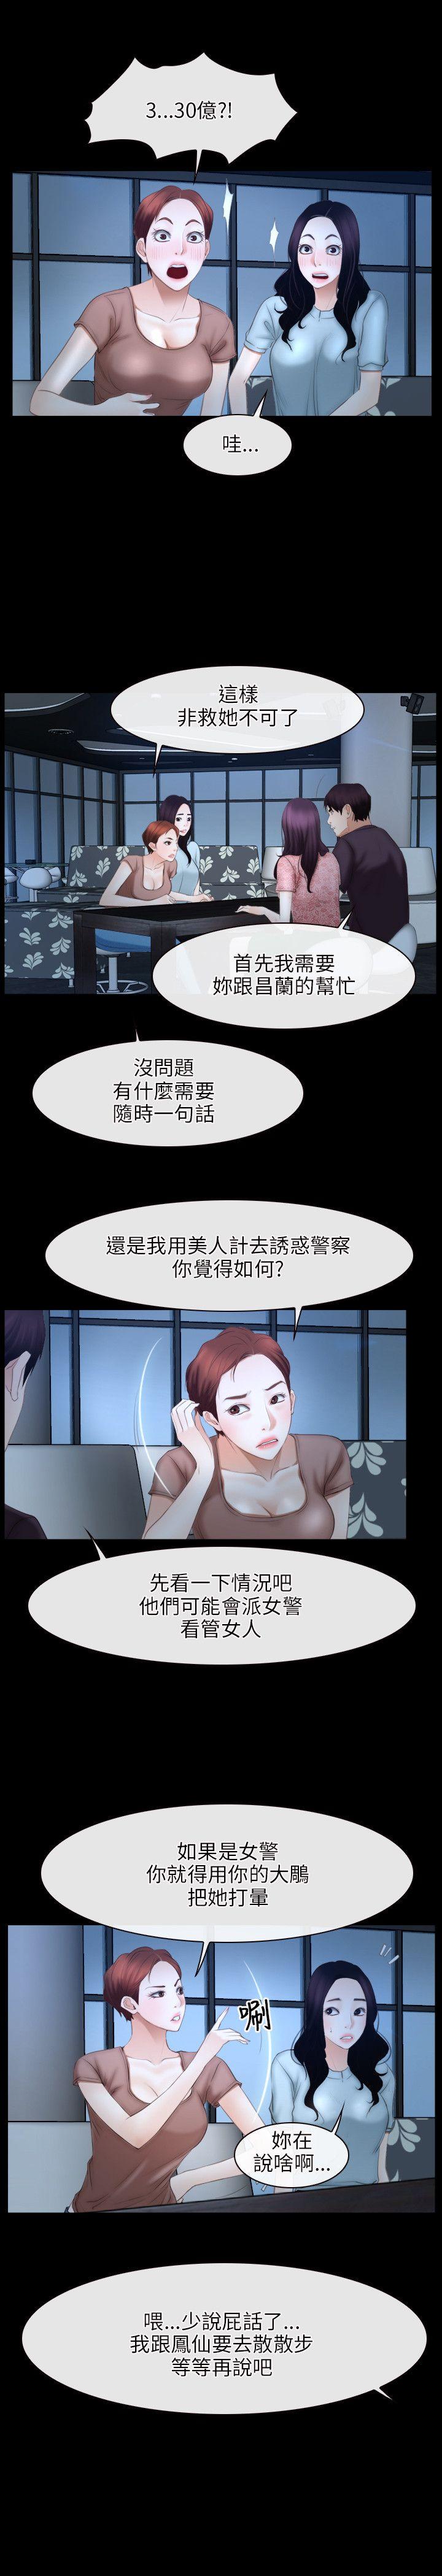 3...30億?!
哇...
這樣
非救她不可了
首先我需要
妳跟昌蘭的幫忙
沒問題
有什麼需要
隨時一句話
還是我用美人計去誘惑警察
你覺得如何?
先看一下情況吧
他們可能會派女警
看管女人
如果是女警
你就得用你的大鵰
把她打暈
唰
妳在
說啥啊...
喂...少說屁話了...
我跟鳳仙要去散散步
等等再說吧